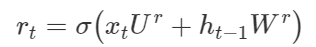 r_t = σ(x_t U^r + h_{t-1} W^r)